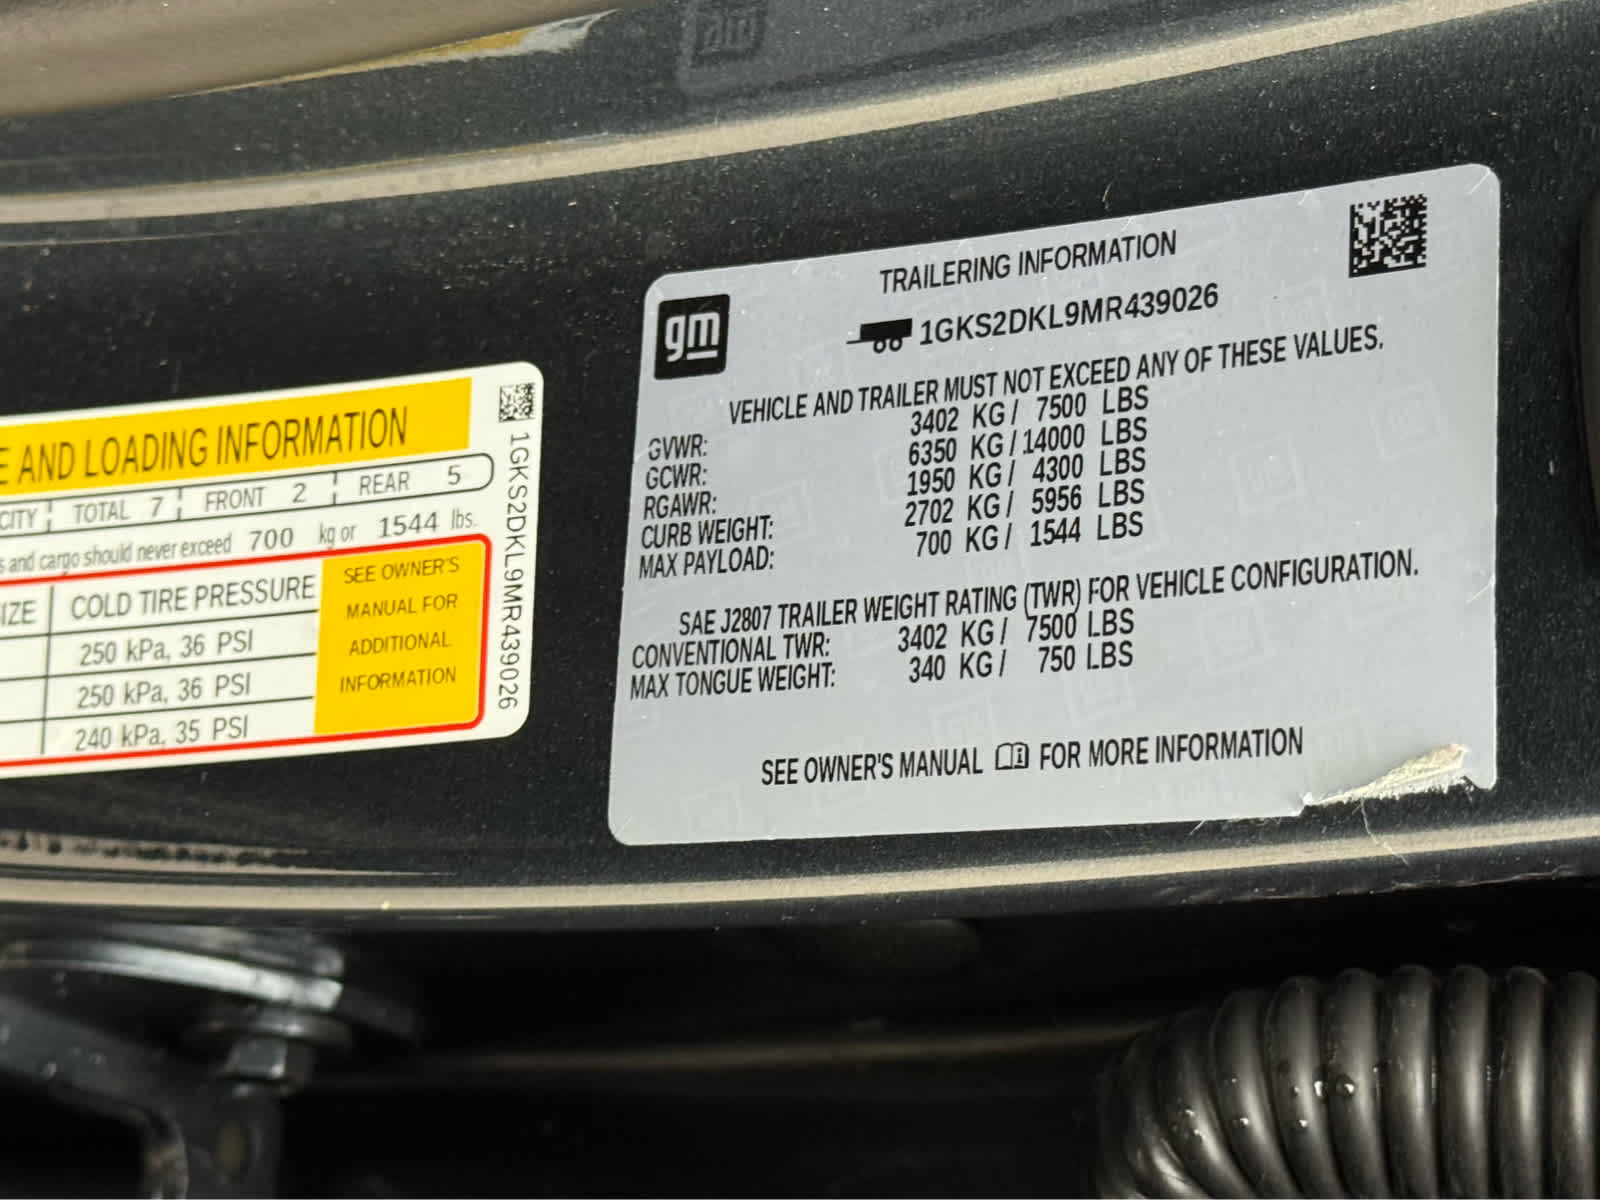 E AND LOADING INFORMATION
CITY TOTAL 7 FRONT 2 REAR 5
s and cargo should never exceed 700 kg or 1544 lbs.
IZE COLD TIRE PRESSURE
250 kPa, 36 PSI
250 kPa, 36 PSI
240 kPa, 35 PSI
SEE OWNER'S
MANUAL FOR
ADDITIONAL
INFORMATION
1GKS2DKL9MR439026
gm
TRAILERING INFORMATION
1GKS2DKL9MR439026
VEHICLE AND TRAILER MUST NOT EXCEED ANY OF THESE VALUES.
GVWR: 3402 KG / 7500 LBS
GCWR: 6350 KG / 14000 LBS
RGAWR: 1950 KG / 4300 LBS
CURB WEIGHT: 2702 KG / 5956 LBS
MAX PAYLOAD: 700 KG / 1544 LBS
SAE J2807 TRAILER WEIGHT RATING (TWR) FOR VEHICLE CONFIGURATION.
CONVENTIONAL TWR: 3402 KG / 7500 LBS
MAX TONGUE WEIGHT: 340 KG / 750 LBS
SEE OWNER'S MANUAL FOR MORE INFORMATION